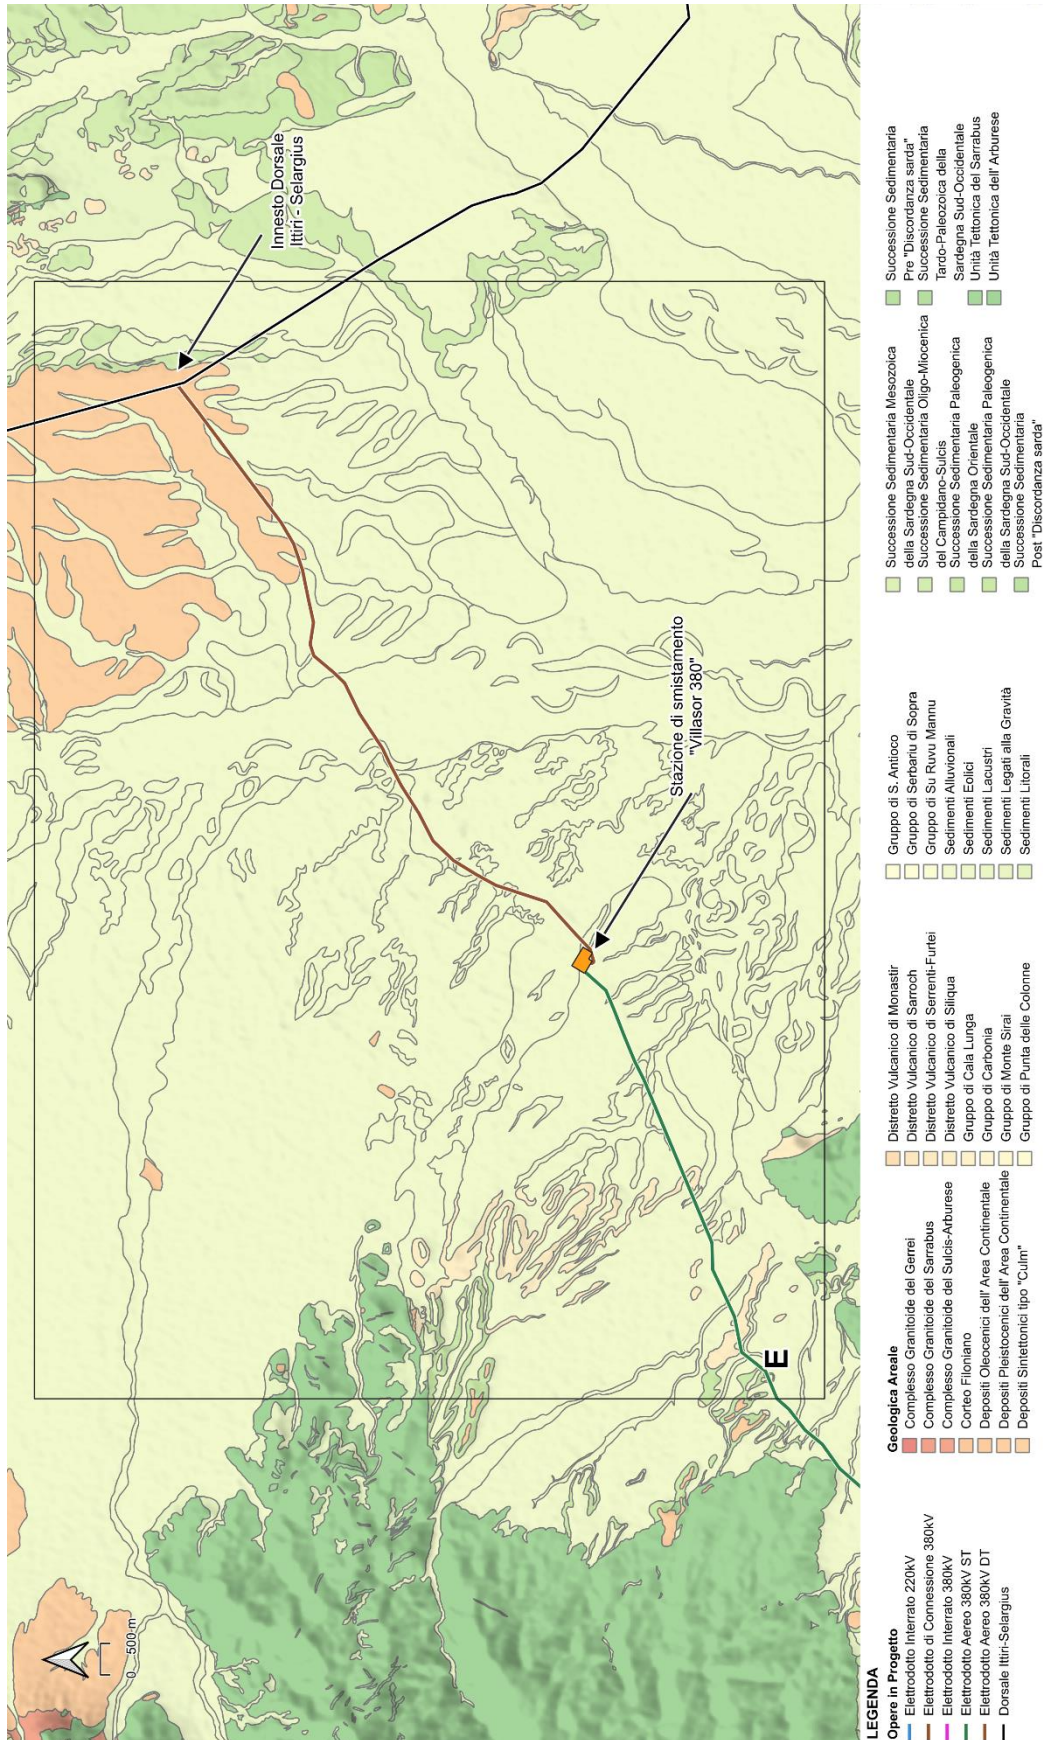 Innesto Dorsale
Ittiri - Selargius
Stazione di smistamento
"Villasor 380"
E
0 500 m
LEGENDA
Opere in Progetto
Elettrodotto Interrato 220kV
Elettrodotto di Connessione 380kV
Elettrodotto Interrato 380kV
Elettrodotto Aereo 380kV ST
Elettrodotto Aereo 380kV DT
Dorsale Ittiri-Selargius
Geologica Areale
Complesso Granitoide del Gerrei
Complesso Granitoide del Sarrabus
Complesso Granitoide del Sulcis-Arburese
Corteo Filoniano
Depositi Oleocenici dell' Area Continentale
Depositi Pleistocenici dell' Area Continentale
Depositi Sintettonici tipo "Culm"
Distretto Vulcanico di Monastir
Distretto Vulcanico di Sarroch
Distretto Vulcanico di Serrenti-Furtei
Distretto Vulcanico di Siliqua
Gruppo di Cala Lunga
Gruppo di Carbonia
Gruppo di Monte Sirai
Gruppo di Punta delle Colonne
Gruppo di S. Antioco
Gruppo di Serbariu di Sopra
Gruppo di Su Ruvu Mannu
Sedimenti Alluvionali
Sedimenti Eolici
Sedimenti Lacustri
Sedimenti Legati alla Gravità
Sedimenti Litorali
Successione Sedimentaria Mesozoica
della Sardegna Sud-Occidentale
Successione Sedimentaria Oligo-Miocenica
del Campidano-Sulcis
Successione Sedimentaria Paleogenica
della Sardegna Orientale
Successione Sedimentaria Paleogenica
della Sardegna Sud-Occidentale
Successione Sedimentaria
Post "Discordanza sarda"
Successione Sedimentaria
Pre "Discordanza sarda"
Successione Sedimentaria
Tardo-Paleozoica della
Sardegna Sud-Occidentale
Unità Tettonica del Sarrabus
Unità Tettonica dell' Arburese